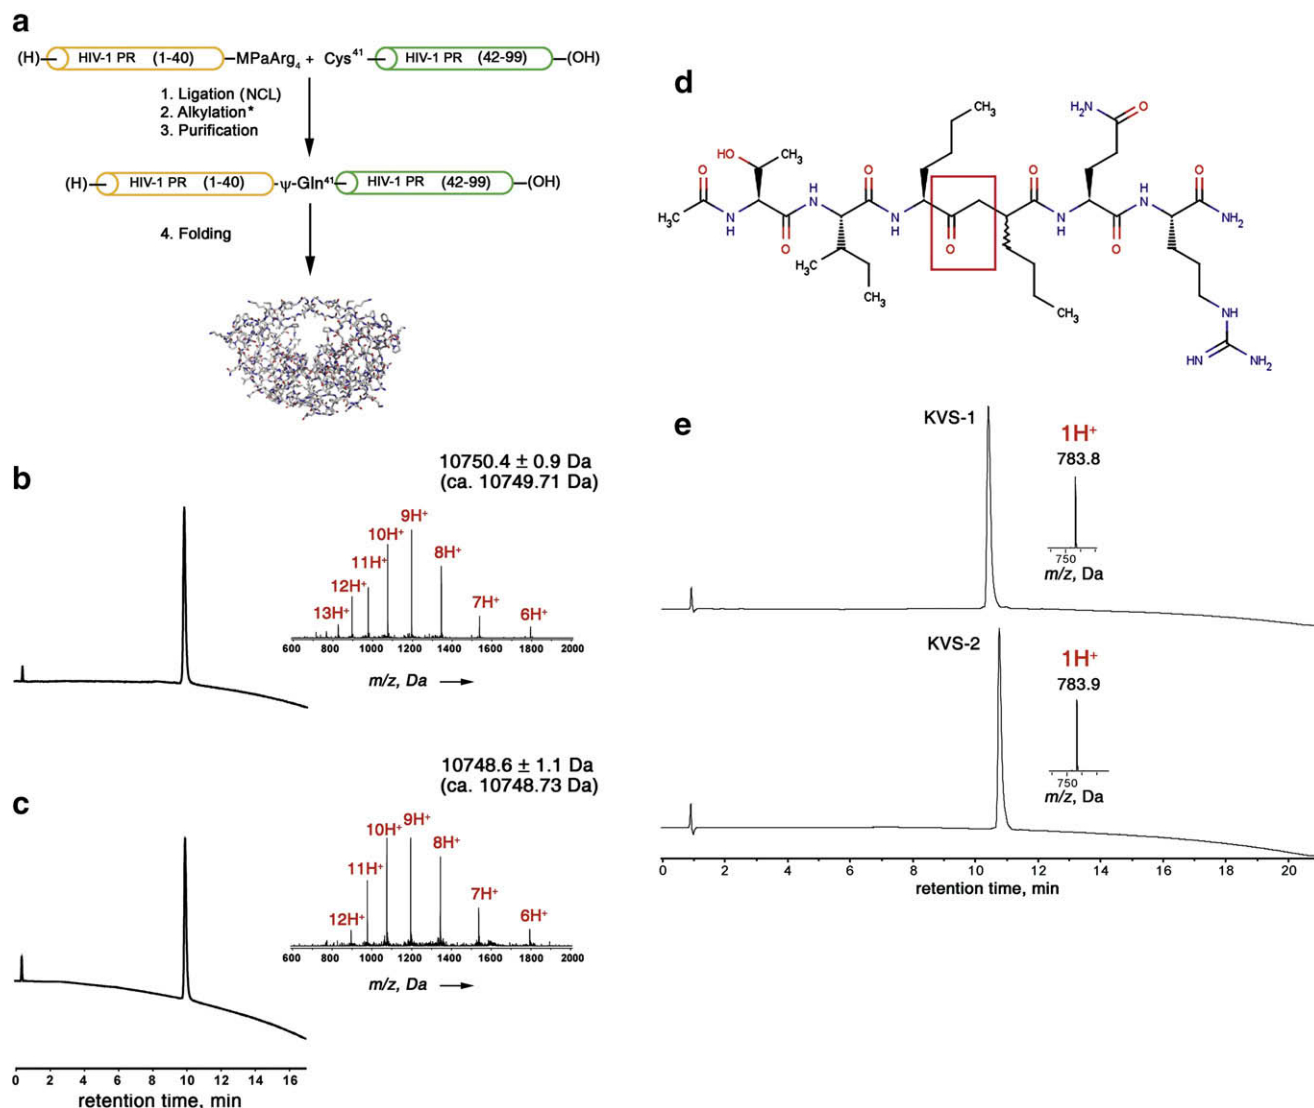 a
(H)– HIV-1 PR (1-40) –MPaArg4 + Cys41 – HIV-1 PR (42-99) –(OH)
1. Ligation (NCL)
2. Alkylation*
3. Purification
(H)– HIV-1 PR (1-40) -ψ-Gln41 HIV-1 PR (42-99) –(OH)
4. Folding
b
10750.4 ± 0.9 Da
(ca. 10749.71 Da)
9H+
10H+
11H+
8H+
12H+
13H+
7H+
6H+
600 800 1000 1200 1400 1600 1800 2000
m/z, Da
c
10748.6 ± 1.1 Da
(ca. 10748.73 Da)
9H+
10H+
8H+
11H+
7H+
12H+
6H+
600 800 1000 1200 1400 1600 1800 2000
m/z, Da
0 2 4 6 8 10 12 14 16
retention time, min
d
CH3
H2N
O
HO
CH3
O
H
N
O
O
H
N
O
H3C
N
H
O
N
H
O
N
H
O
NH2
H3C
CH3
CH3
NH
HN
NH2
e
KVS-1
1H+
783.8
750
m/z, Da
KVS-2
1H+
783.9
750
m/z, Da
0 2 4 6 8 10 12 14 16 18 20
retention time, min